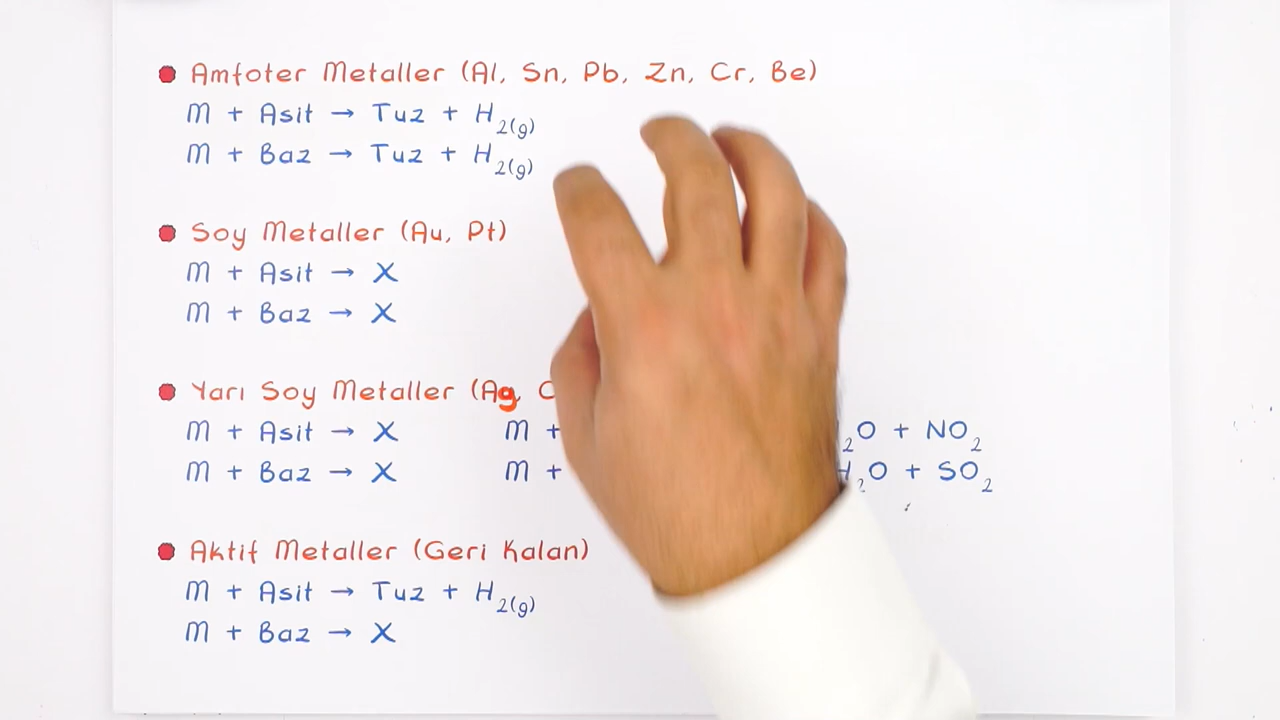 Amfoter Metaller (Al, Sn, Pb, Zn, Cr, Be)
M + Asit → Tuz + H2(g)
M + Baz → Tuz + H2(g)
Soy Metaller (Au, Pt)
M + Asit → X
M + Baz → X
Yarı Soy Metaller (Ag,
M + Asit → X M + 2O + NO2
M + Baz → X M + H2O + SO2
Aktif Metaller (Geri Kalan)
M + Asit → Tuz + H2(g)
M + Baz → X